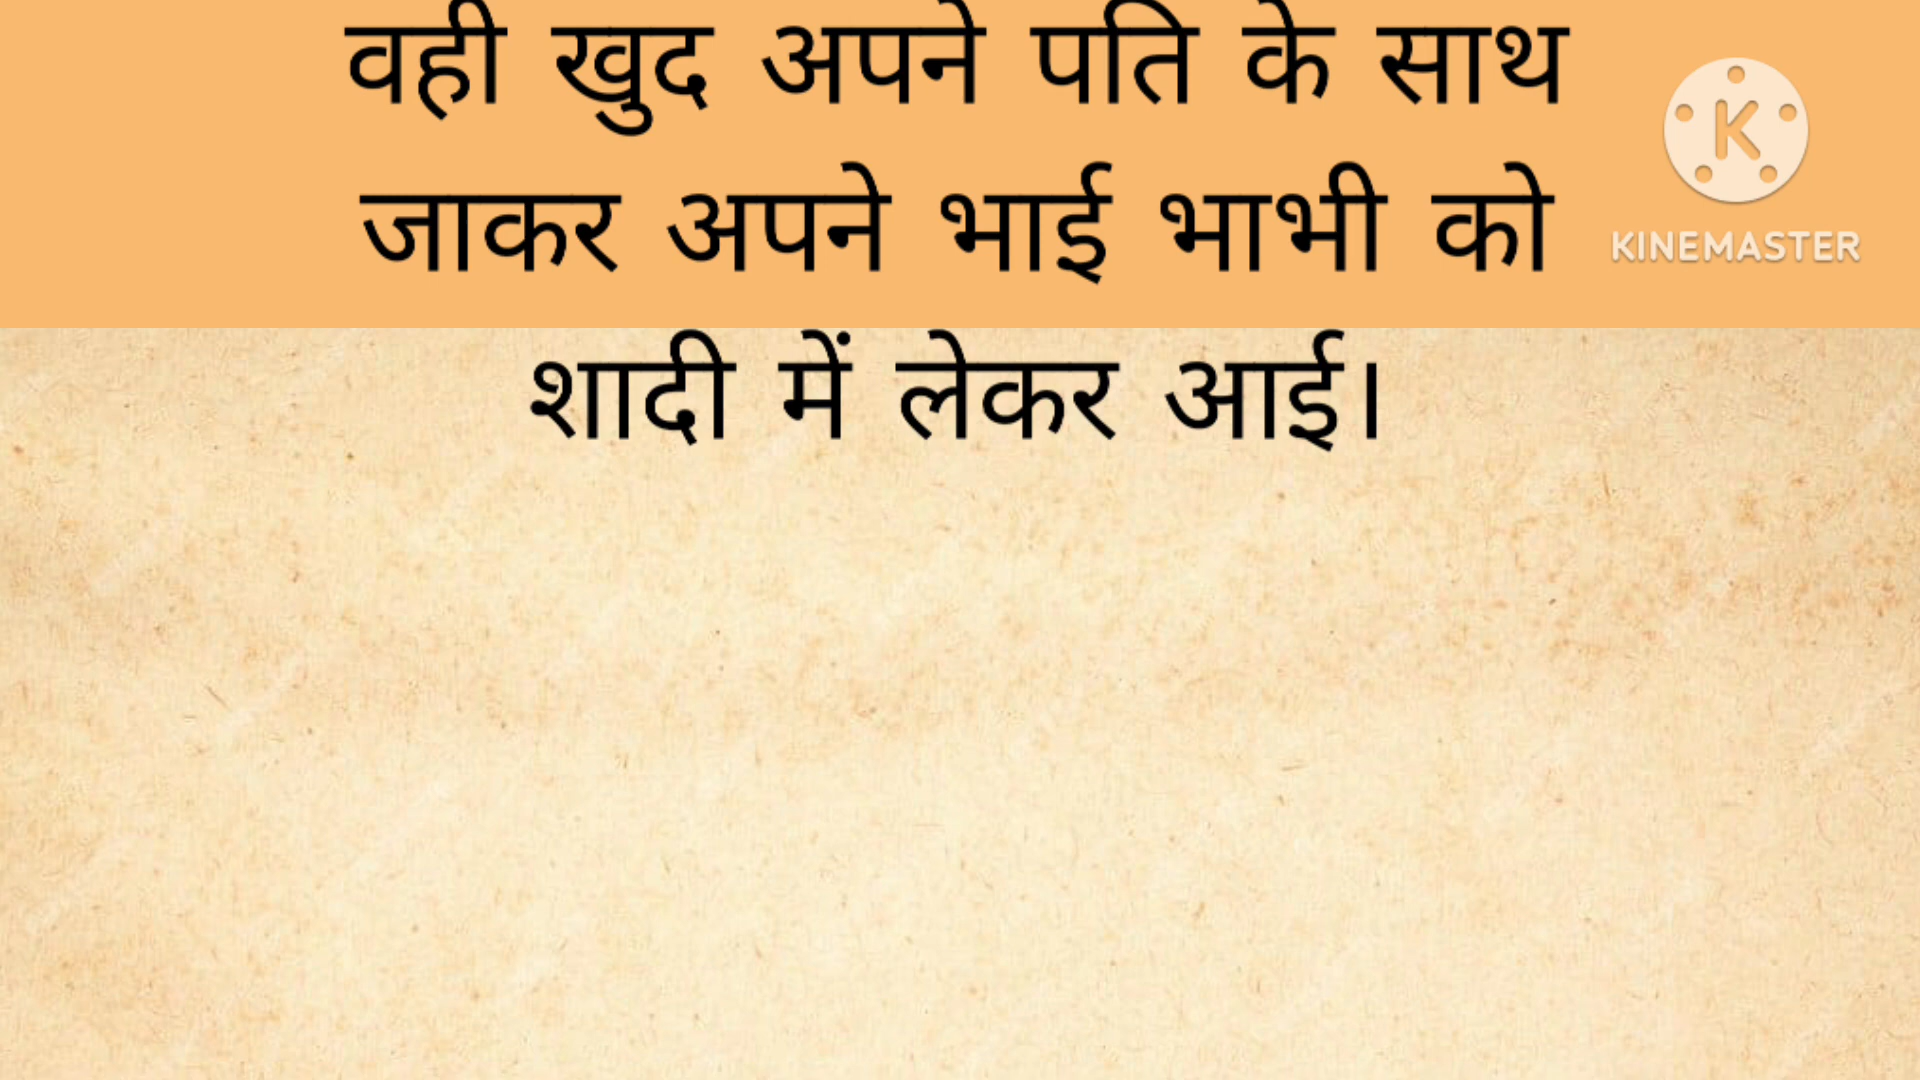 वही खुद अपने पति के साथ
जाकर अपने भाई भाभी को
शादी में लेकर आई।
K
KINEMASTER